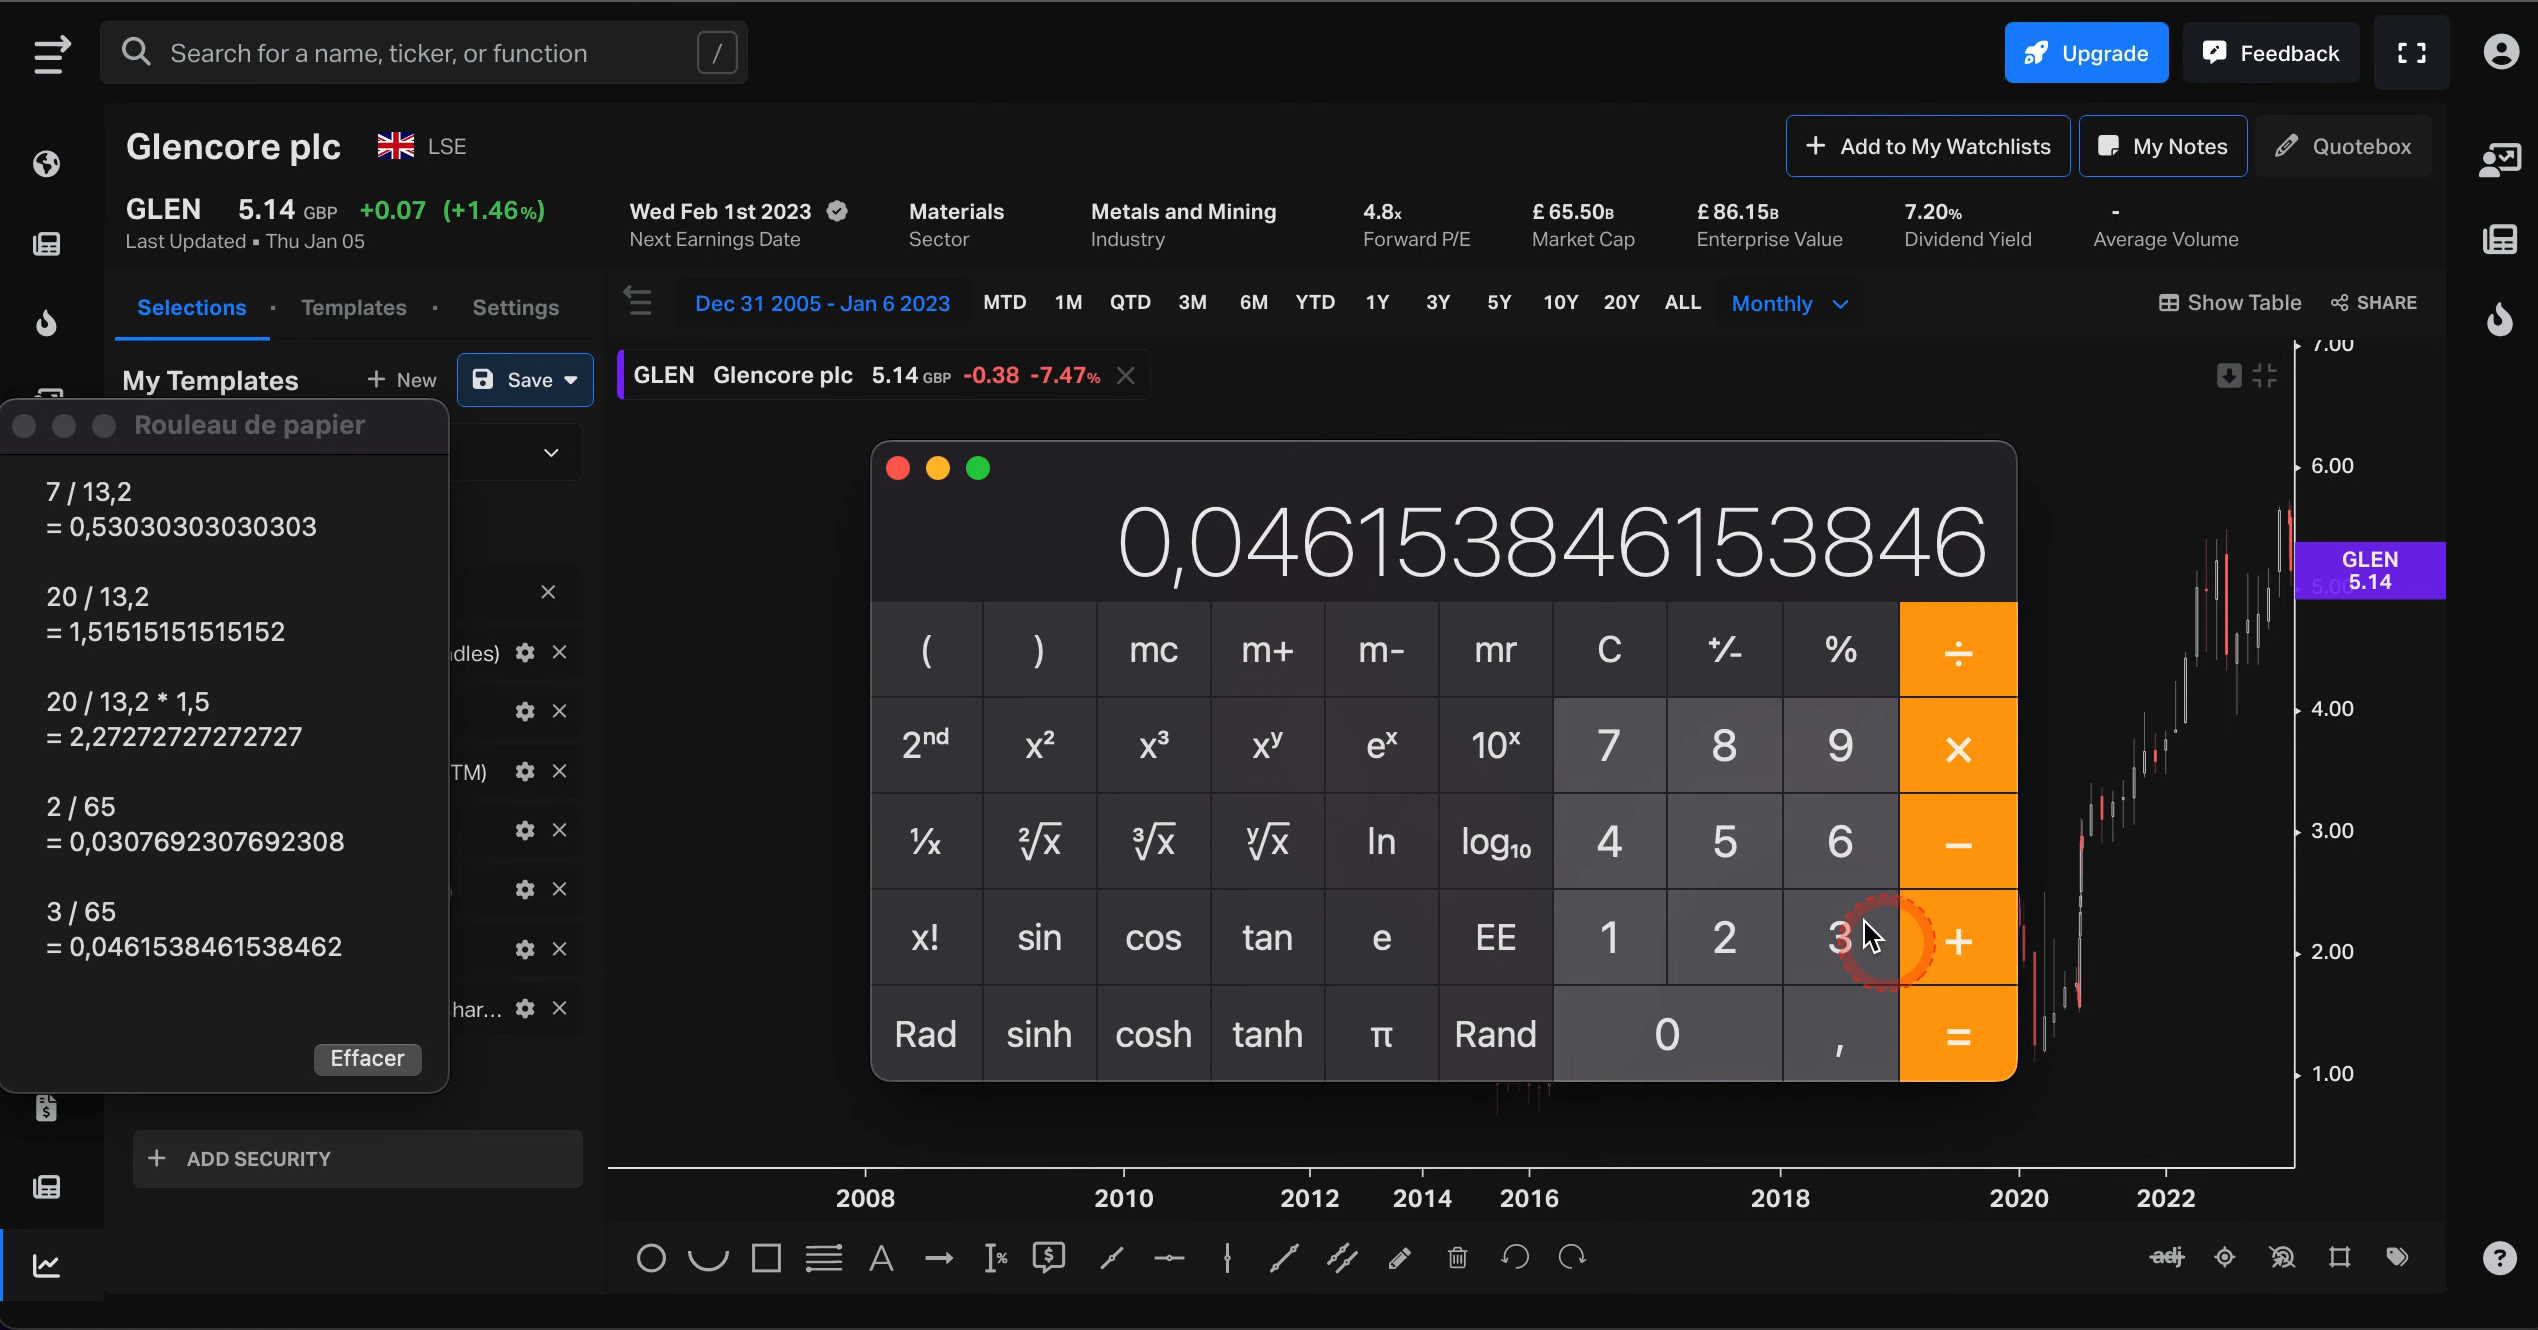 Search for a name, ticker, or function
/
Upgrade
Feedback
Glencore plc
LSE
+ Add to My Watchlists
My Notes
Quotebox
GLEN 5.14 GBP +0.07 (+1.46%)
Last Updated ▪ Thu Jan 05
Wed Feb 1st 2023
Next Earnings Date
Materials
Sector
Metals and Mining
Industry
4.8x
Forward P/E
£ 65.50B
Market Cap
£ 86.15B
Enterprise Value
7.20%
Dividend Yield
-
Average Volume
Selections · Templates · Settings
Dec 31 2005 - Jan 6 2023
MTD 1M QTD 3M 6M YTD 1Y 3Y 5Y 10Y 20Y ALL
Monthly
Show Table
SHARE
My Templates
+ New
Save
GLEN Glencore plc 5.14 GBP -0.38 -7.47%
Rouleau de papier
7 / 13,2
= 0,53030303030303
20 / 13,2
= 1,51515151515152
20 / 13,2 * 1,5
= 2,27272727272727
2 / 65
= 0,0307692307692308
3 / 65
= 0,0461538461538462
Effacer
dles)
TM)
)
har...
+ ADD SECURITY
0,046153846153846
( ) mc m+ m- mr C +⁄- % ÷
2nd x² x³ xʸ eˣ 10ˣ 7 8 9 ×
¹⁄x ²√x ³√x ʸ√x ln log₁₀ 4 5 6 −
x! sin cos tan e EE 1 2 3 +
Rad sinh cosh tanh π Rand 0 , =
7.00
6.00
GLEN
5.14
5.00
4.00
3.00
2.00
1.00
2008 2010 2012 2014 2016 2018 2020 2022
A
%
$
adj
?